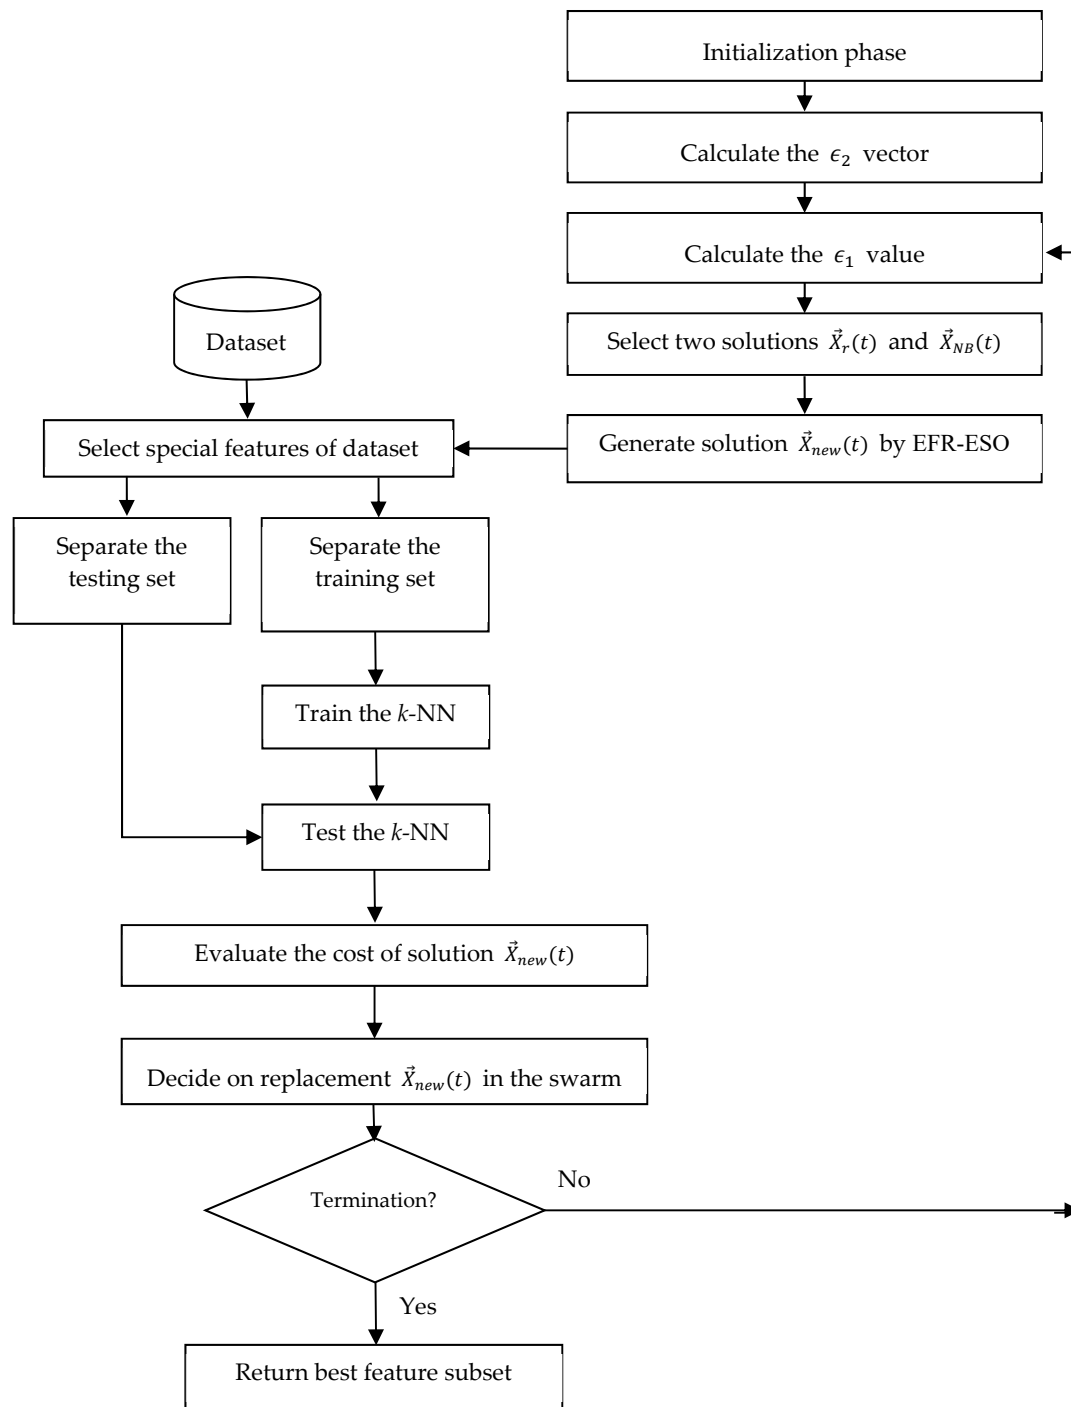 Initialization phase
Calculate the ϵ₂ vector
Calculate the ϵ₁ value
Select two solutions X⃗ᵣ(t) and X⃗_NB(t)
Generate solution X⃗_new(t) by EFR-ESO
Dataset
Select special features of dataset
Separate the
testing set
Separate the
training set
Train the k-NN
Test the k-NN
Evaluate the cost of solution X⃗_new(t)
Decide on replacement X⃗_new(t) in the swarm
Termination?
No
Yes
Return best feature subset